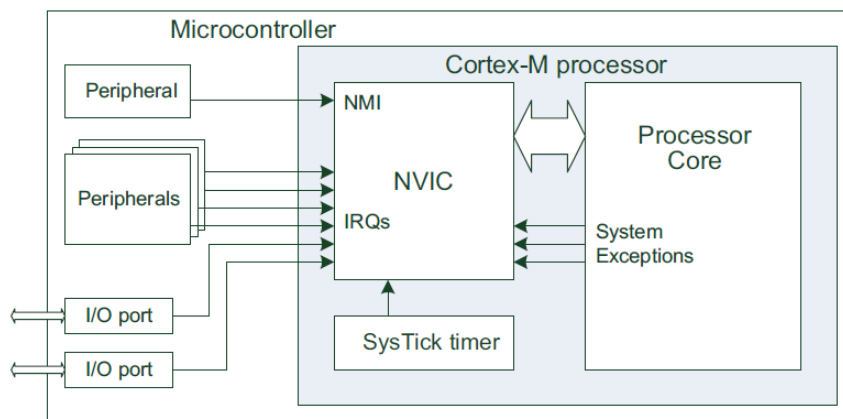 Microcontroller
Cortex-M processor
Peripheral
NMI
Processor
Core
NVIC
Peripherals
IRQs
System
Exceptions
I/O port
SysTick timer
I/O port